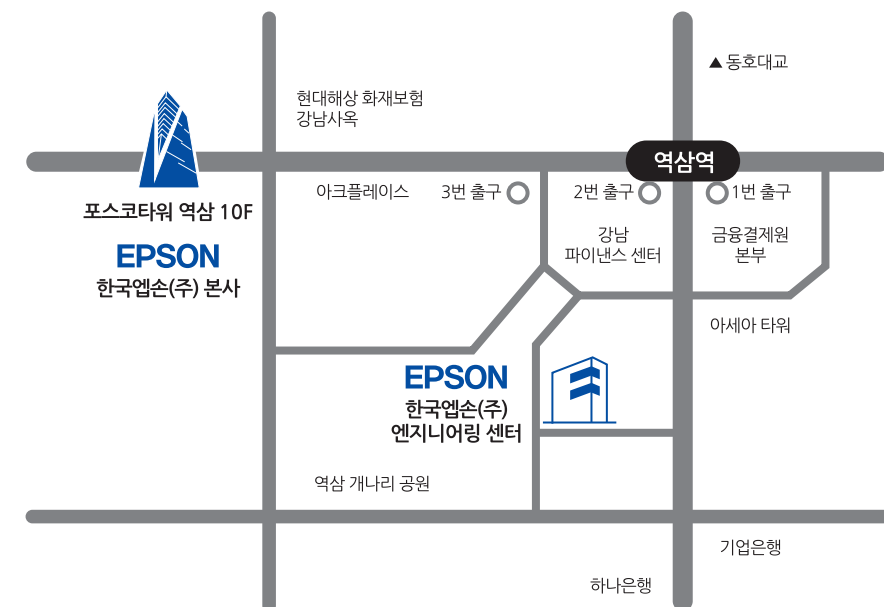 ▲ 동호대교
현대해상 화재보험
강남사옥
역삼역
아크플레이스
3번 출구
2번 출구
1번 출구
포스코타워 역삼 10F
EPSON
한국엡손(주) 본사
강남
파이낸스 센터
금융결제원
본부
아세아 타워
EPSON
한국엡손(주)
엔지니어링 센터
역삼 개나리 공원
기업은행
하나은행